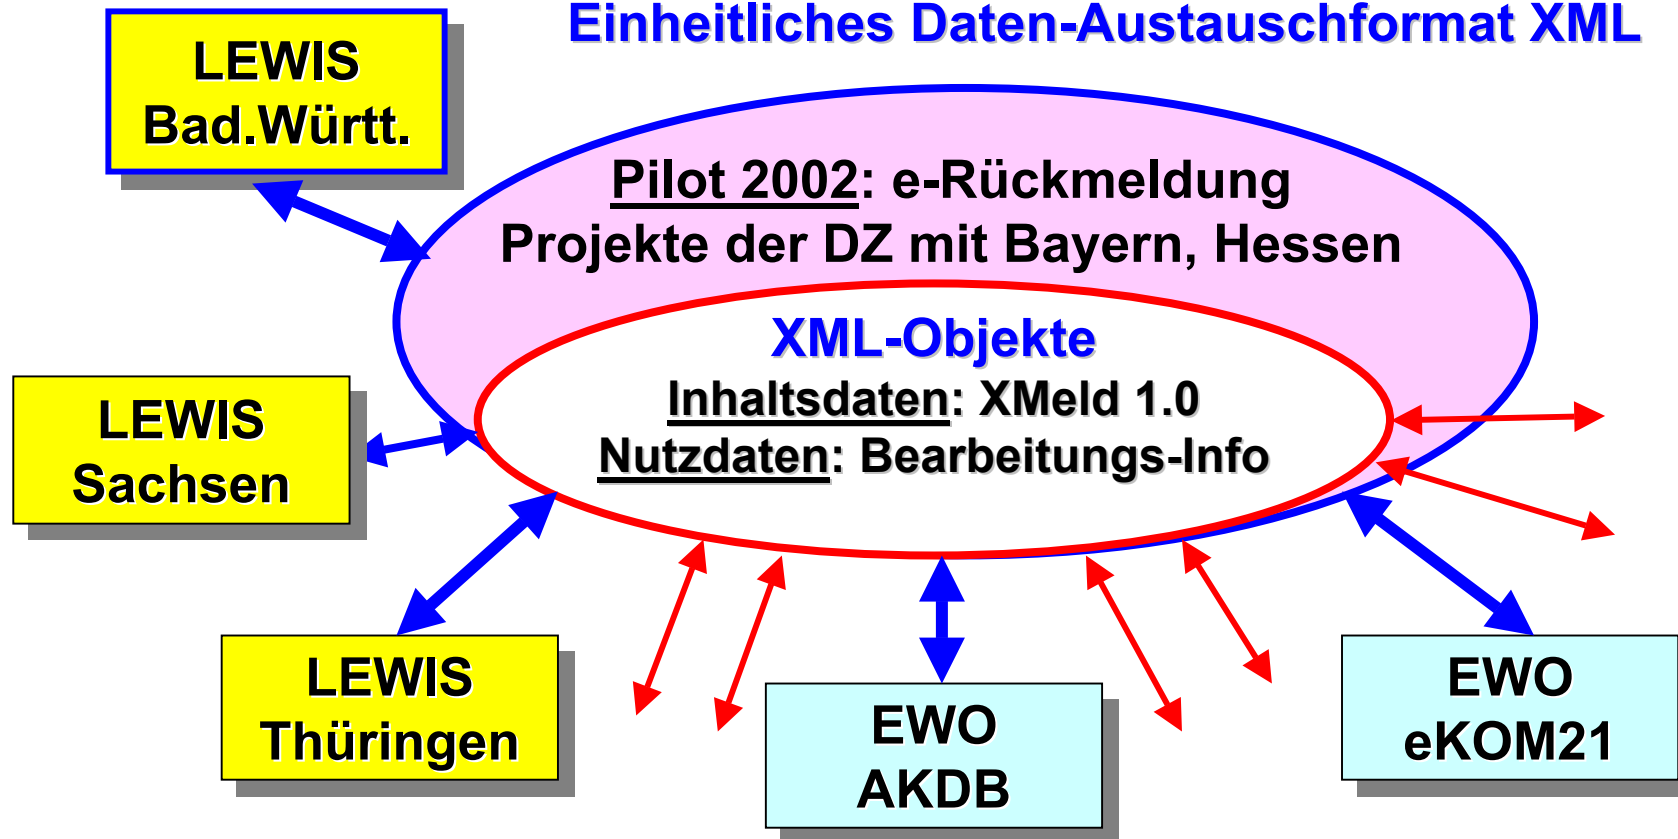 Einheitliches Daten-Austauschformat XML
LEWIS
Bad.Württ.
Pilot 2002: e-Rückmeldung
Projekte der DZ mit Bayern, Hessen
XML-Objekte
Inhaltsdaten: XMeld 1.0
Nutzdaten: Bearbeitungs-Info
LEWIS
Sachsen
LEWIS
Thüringen
EWO
AKDB
EWO
eKOM21